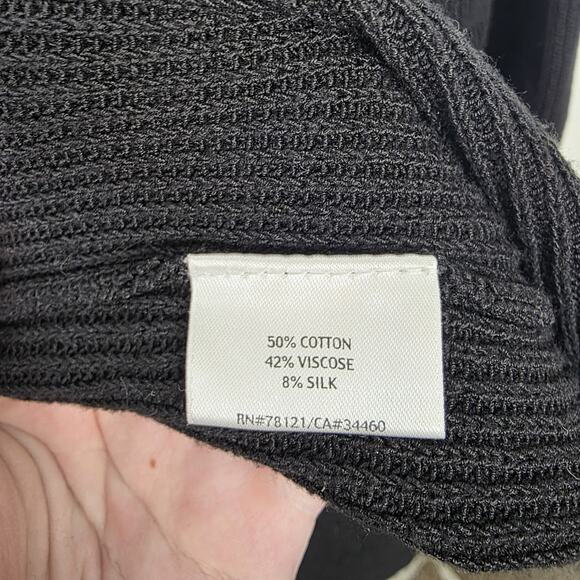 50% COTTON
42% VISCOSE
8% SILK
RN#78121/CA#34460